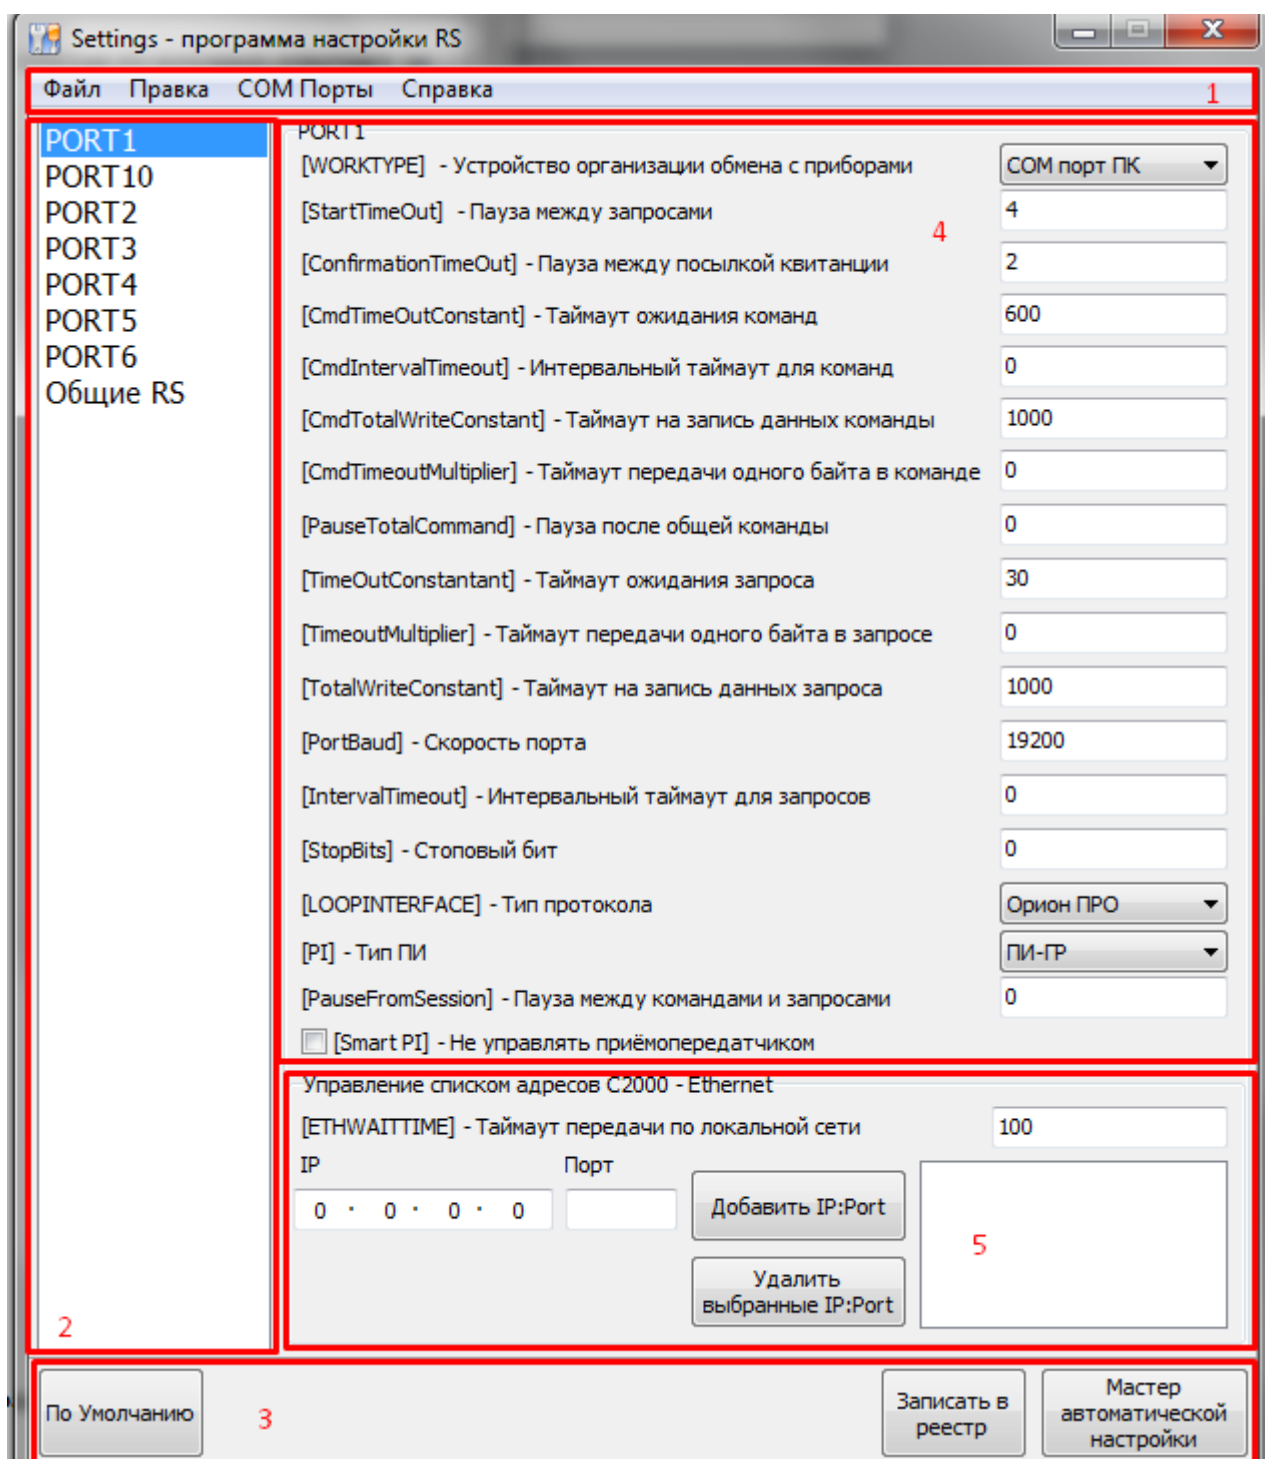 Settings - программа настройки RS
Файл Правка COM Порты Справка 1
PORT1
PORT10
PORT2
PORT3
PORT4
PORT5
PORT6
Общие RS
2
PORT1
[WORKTYPE] - Устройство организации обмена с приборами COM порт ПК
[StartTimeOut] - Пауза между запросами 4
4
[ConfirmationTimeOut] - Пауза между посылкой квитанции 2
[CmdTimeOutConstant] - Таймаут ожидания команд 600
[CmdIntervalTimeout] - Интервальный таймаут для команд 0
[CmdTotalWriteConstant] - Таймаут на запись данных команды 1000
[CmdTimeoutMultiplier] - Таймаут передачи одного байта в команде 0
[PauseTotalCommand] - Пауза после общей команды 0
[TimeOutConstantant] - Таймаут ожидания запроса 30
[TimeoutMultiplier] - Таймаут передачи одного байта в запросе 0
[TotalWriteConstant] - Таймаут на запись данных запроса 1000
[PortBaud] - Скорость порта 19200
[IntervalTimeout] - Интервальный таймаут для запросов 0
[StopBits] - Стоповый бит 0
[LOOPINTERFACE] - Тип протокола Орион ПРО
[PI] - Тип ПИ ПИ-ГР
[PauseFromSession] - Пауза между командами и запросами 0
[Smart PI] - Не управлять приёмопередатчиком
Управление списком адресов С2000 - Ethernet
[ETHWAITTIME] - Таймаут передачи по локальной сети 100
IP Порт
0 . 0 . 0 . 0
Добавить IP:Port
5
Удалить
выбранные IP:Port
По Умолчанию
3
Записать в
реестр
Мастер
автоматической
настройки